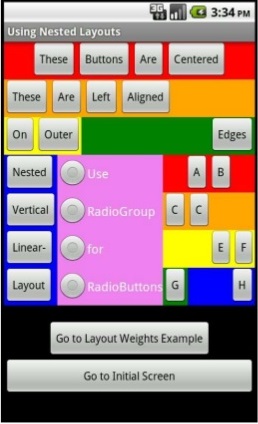 3G 3:34 PM
Using Nested Layouts
These Buttons Are Centered
These Are Left Aligned
On Outer Edges
Nested Use A B
Vertical RadioGroup C C
Linear- for E F
Layout RadioButtons G H
Go to Layout Weights Example
Go to Initial Screen